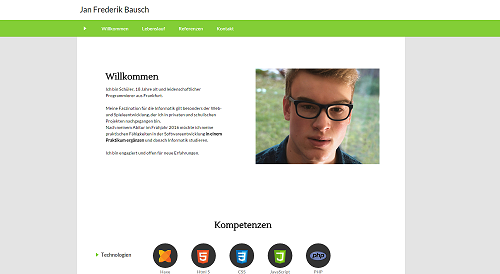 Jan Frederik Bausch
Willkommen Lebenslauf Referenzen Kontakt
Willkommen
Ich bin Schüler, 18 Jahre alt und leidenschaftlicher
Programmierer aus Frankfurt.
Meine Faszination für die Informatik gilt besonders der Web-
und Spieleentwicklung, der ich in privaten und schulischen
Projekten nachgegangen bin.
Nach meinem Abitur im Frühjahr 2016 möchte ich meine
praktischen Fähigkeiten in der Softwareentwicklung in einem
Praktikum ergänzen und danach Informatik studieren.
Ich bin engagiert und offen für neue Erfahrungen.
Kompetenzen
Technologien
php
Haxe Html 5 CSS JavaScript PHP